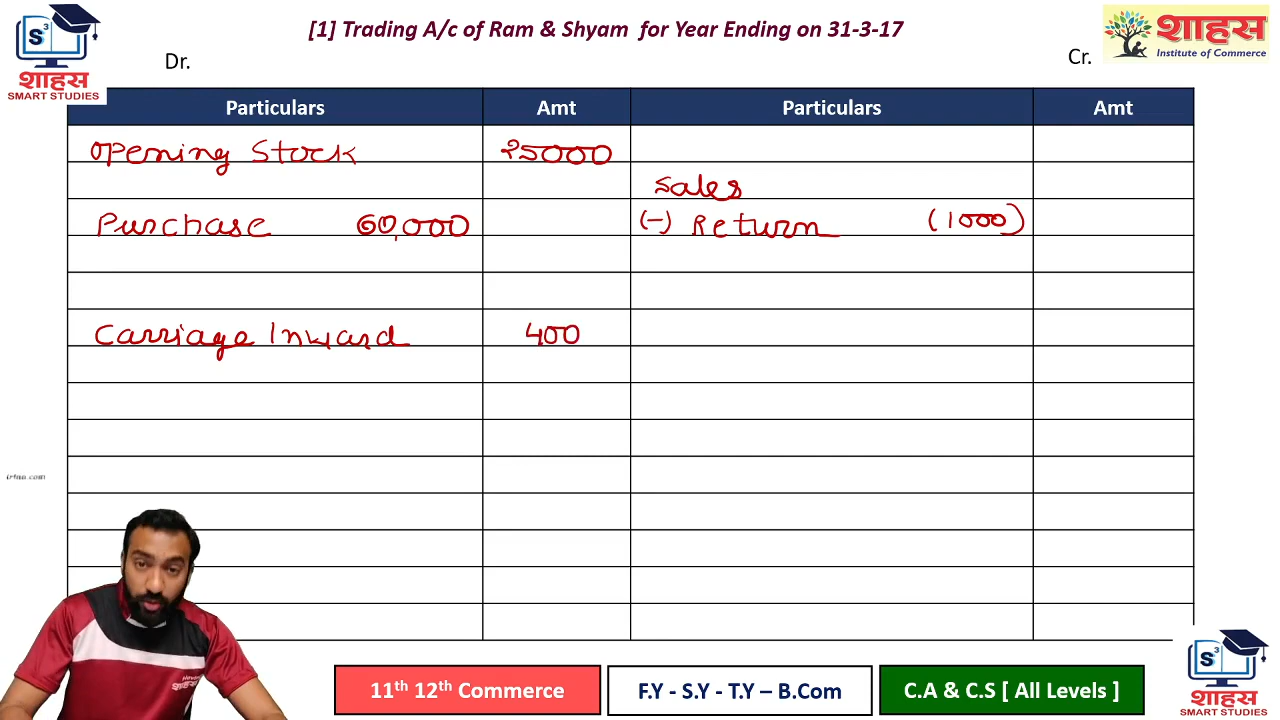 [1] Trading A/c of Ram & Shyam for Year Ending on 31-3-17
S³
शाहस
SMART STUDIES
शाहस
Institute of Commerce
Dr.
Cr.
Particulars Amt Particulars Amt
Opening Stock 25000
Sales
Purchase 60,000 (-) Return (1000)
Carriage Inward 400
S³
शाहस
SMART STUDIES
11th 12th Commerce
F.Y - S.Y - T.Y – B.Com
C.A & C.S [ All Levels ]